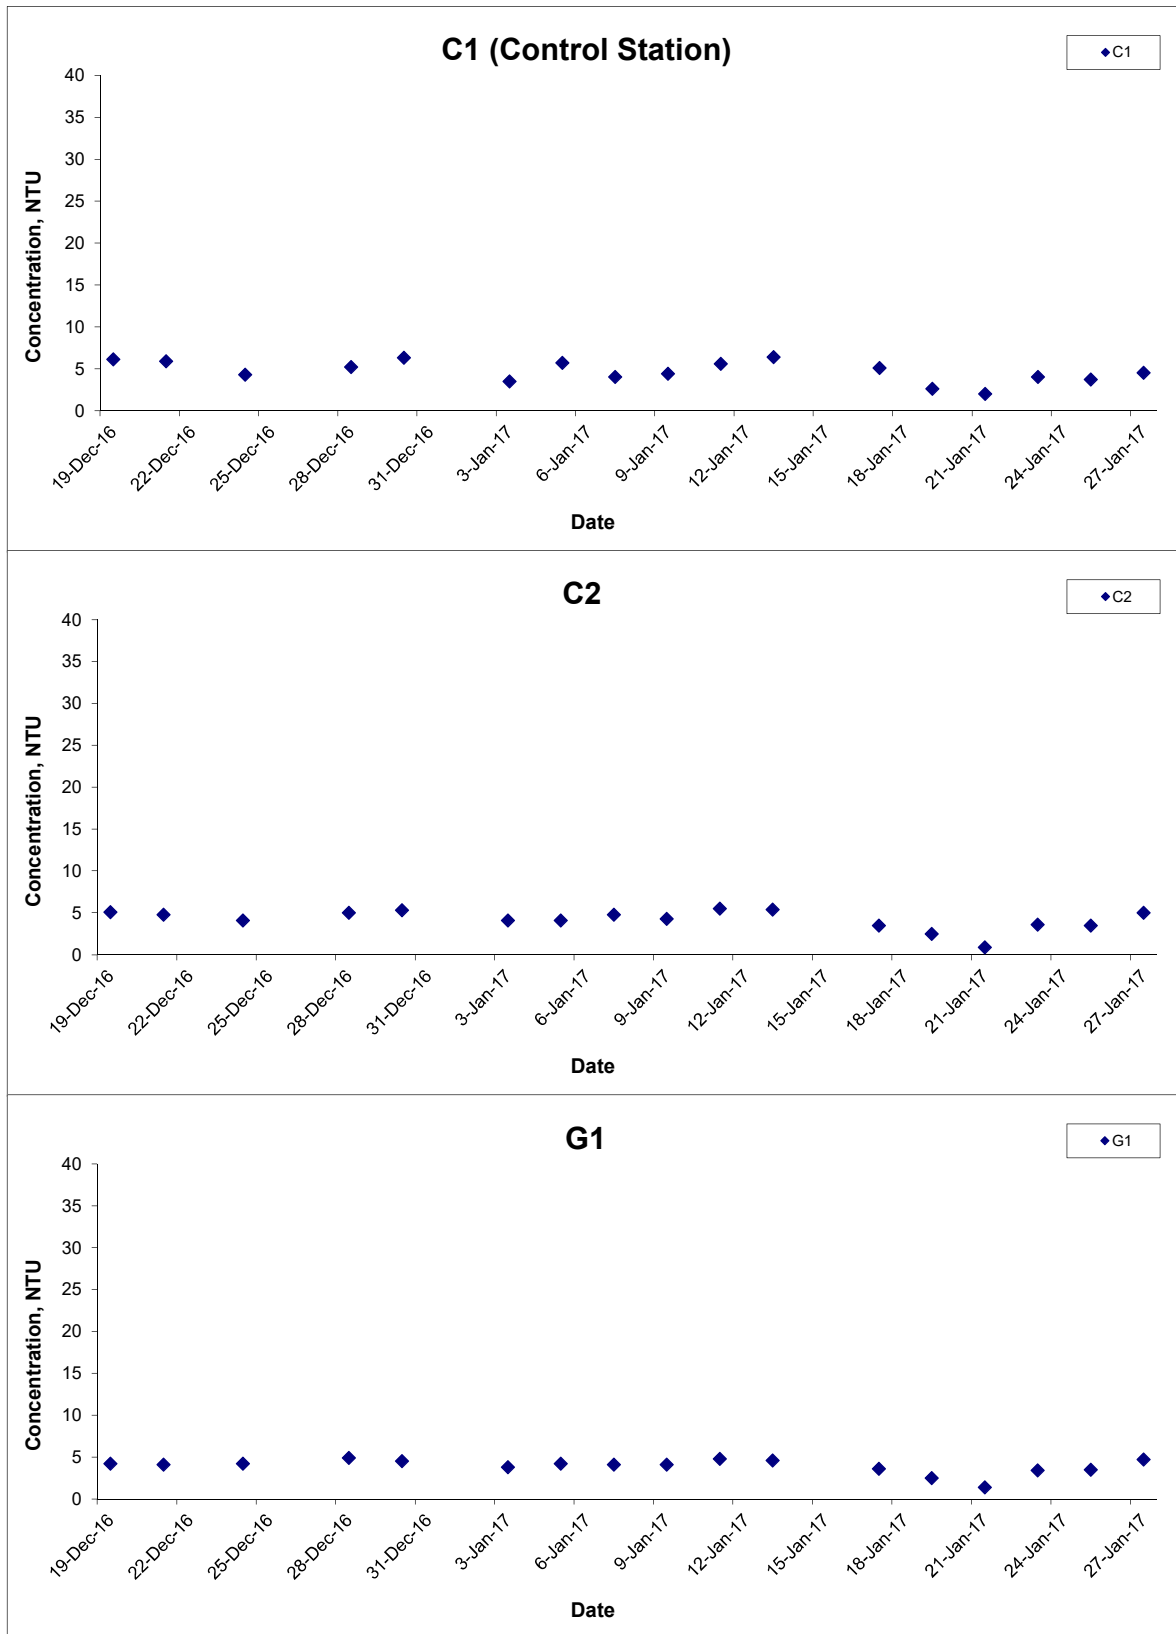 C1 (Control Station)
C1
40
35
30
25
20
15
10
5
0
Concentration, NTU
19-Dec-16
22-Dec-16
25-Dec-16
28-Dec-16
31-Dec-16
3-Jan-17
6-Jan-17
9-Jan-17
12-Jan-17
15-Jan-17
18-Jan-17
21-Jan-17
24-Jan-17
27-Jan-17
Date
C2
C2
40
35
30
25
20
15
10
5
0
Concentration, NTU
19-Dec-16
22-Dec-16
25-Dec-16
28-Dec-16
31-Dec-16
3-Jan-17
6-Jan-17
9-Jan-17
12-Jan-17
15-Jan-17
18-Jan-17
21-Jan-17
24-Jan-17
27-Jan-17
Date
G1
G1
40
35
30
25
20
15
10
5
0
Concentration, NTU
19-Dec-16
22-Dec-16
25-Dec-16
28-Dec-16
31-Dec-16
3-Jan-17
6-Jan-17
9-Jan-17
12-Jan-17
15-Jan-17
18-Jan-17
21-Jan-17
24-Jan-17
27-Jan-17
Date